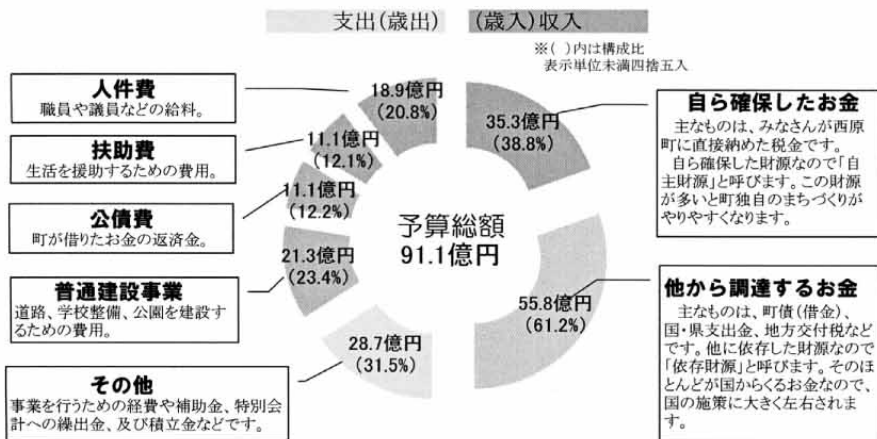 支出(歳出)
(歳入)収入
※( )内は構成比
表示単位未満四捨五入
人件費
職員や議員などの給料。
扶助費
生活を援助するための費用。
公債費
町が借りたお金の返済金。
普通建設事業
道路、学校整備、公園を建設す
るための費用。
その他
事業を行うための経費や補助金、特別会
計への繰出金、及び積立金などです。
18.9億円
(20.8%)
11.1億円
(12.1%)
11.1億円
(12.2%)
21.3億円
(23.4%)
28.7億円
(31.5%)
予算総額
91.1億円
35.3億円
(38.8%)
55.8億円
(61.2%)
自ら確保したお金
主なものは、みなさんが西原
町に直接納めた税金です。
自ら確保した財源なので「自
主財源」と呼びます。この財源
が多いと町独自のまちづくりが
やりやすくなります。
他から調達するお金
主なものは、町債(借金)、
国・県支出金、地方交付税など
です。他に依存した財源なので
「依存財源」と呼びます。そのほ
とんどが国からくるお金なので、
国の施策に大きく左右されま
す。